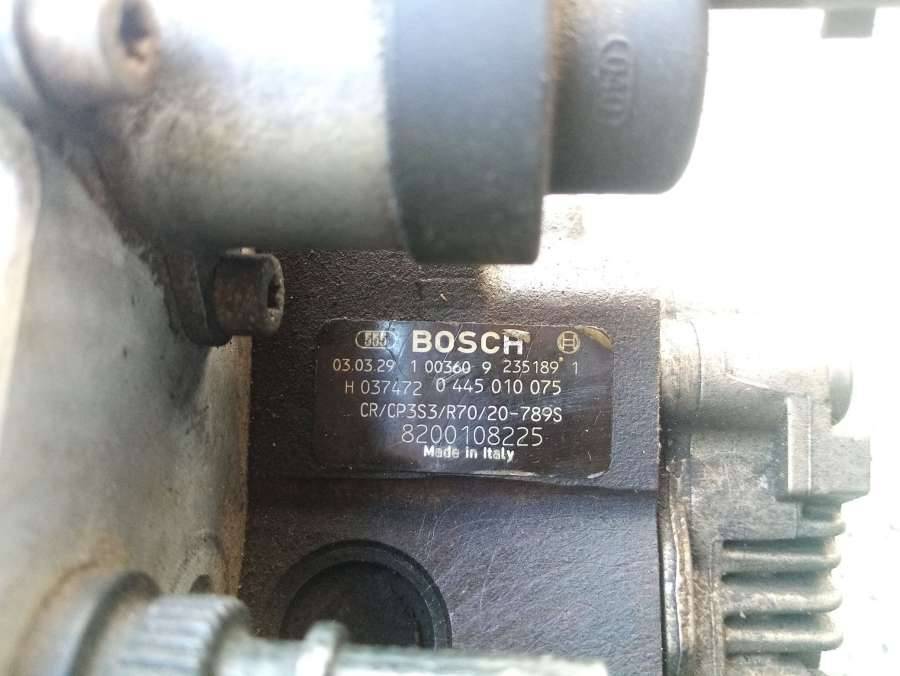 BOSCH
03.03.29 1 00360 9 235189 1
H 037472 0 445 010 075
CR/CP3S3/R70/20-789S
8200108225
Made in Italy